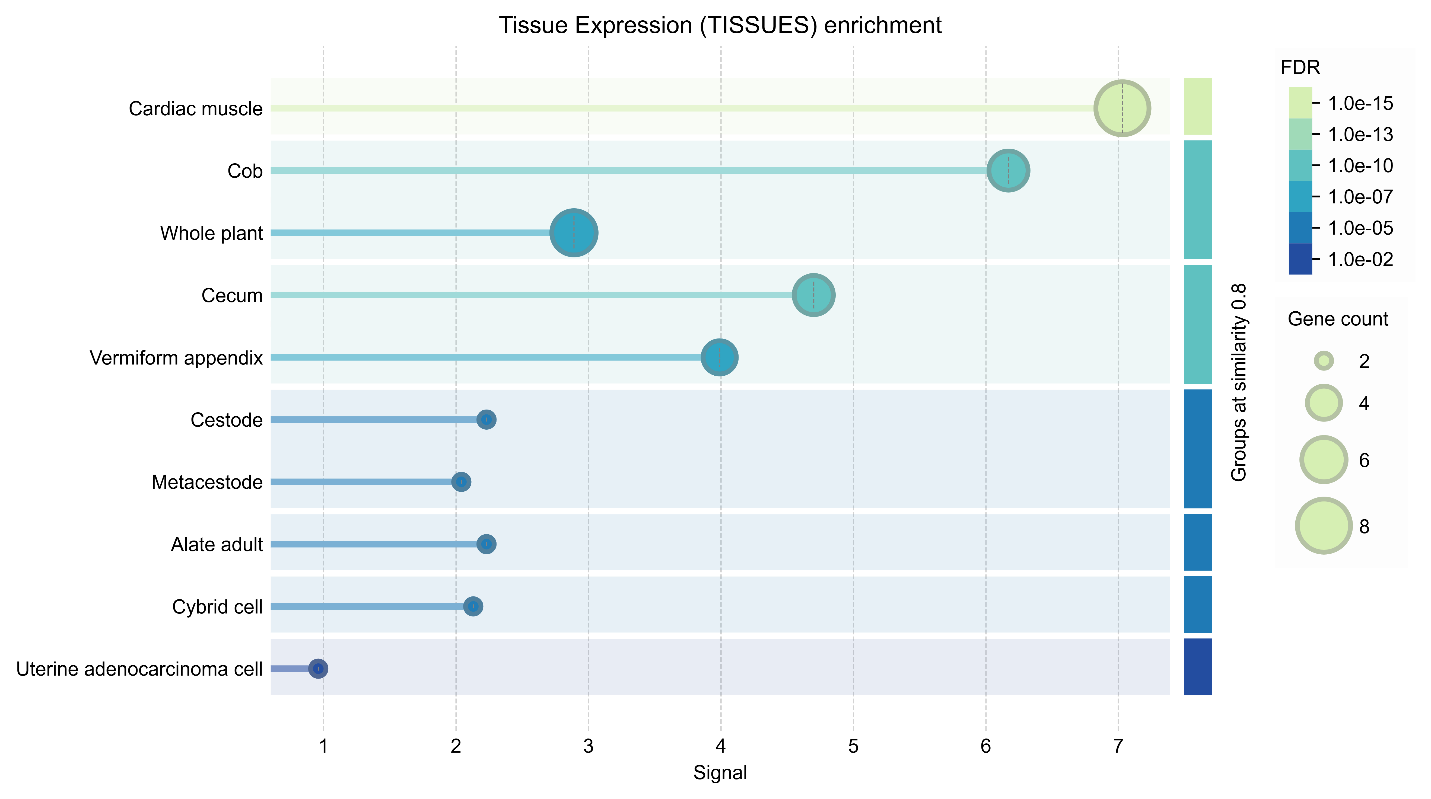 Tissue Expression (TISSUES) enrichment
Cardiac muscle
Cob
Whole plant
Cecum
Vermiform appendix
Cestode
Metacestode
Alate adult
Cybrid cell
Uterine adenocarcinoma cell
1 2 3 4 5 6 7
Signal
Groups at similarity 0.8
FDR
1.0e-15
1.0e-13
1.0e-10
1.0e-07
1.0e-05
1.0e-02
Gene count
2
4
6
8